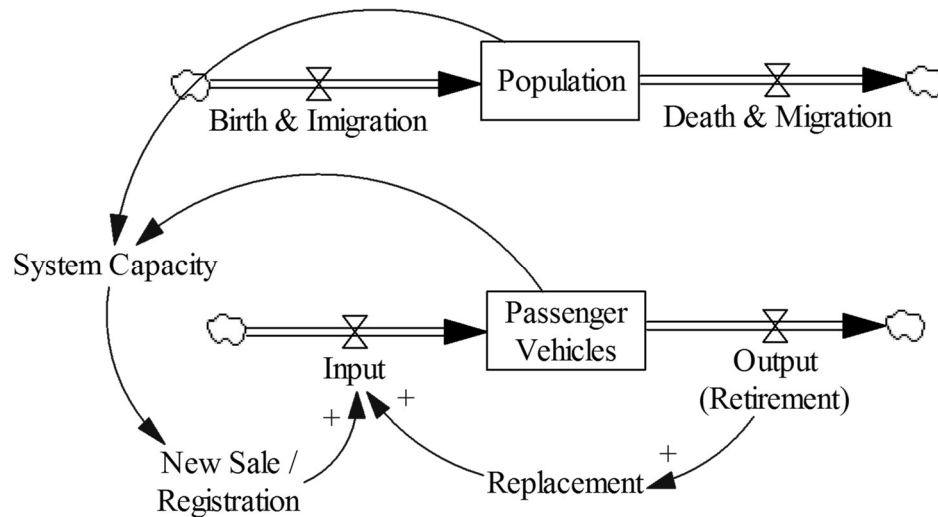 Population
Birth & Imigration
Death & Migration
System Capacity
Passenger
Vehicles
Input
Output
(Retirement)
+
+
+
New Sale /
Registration
Replacement